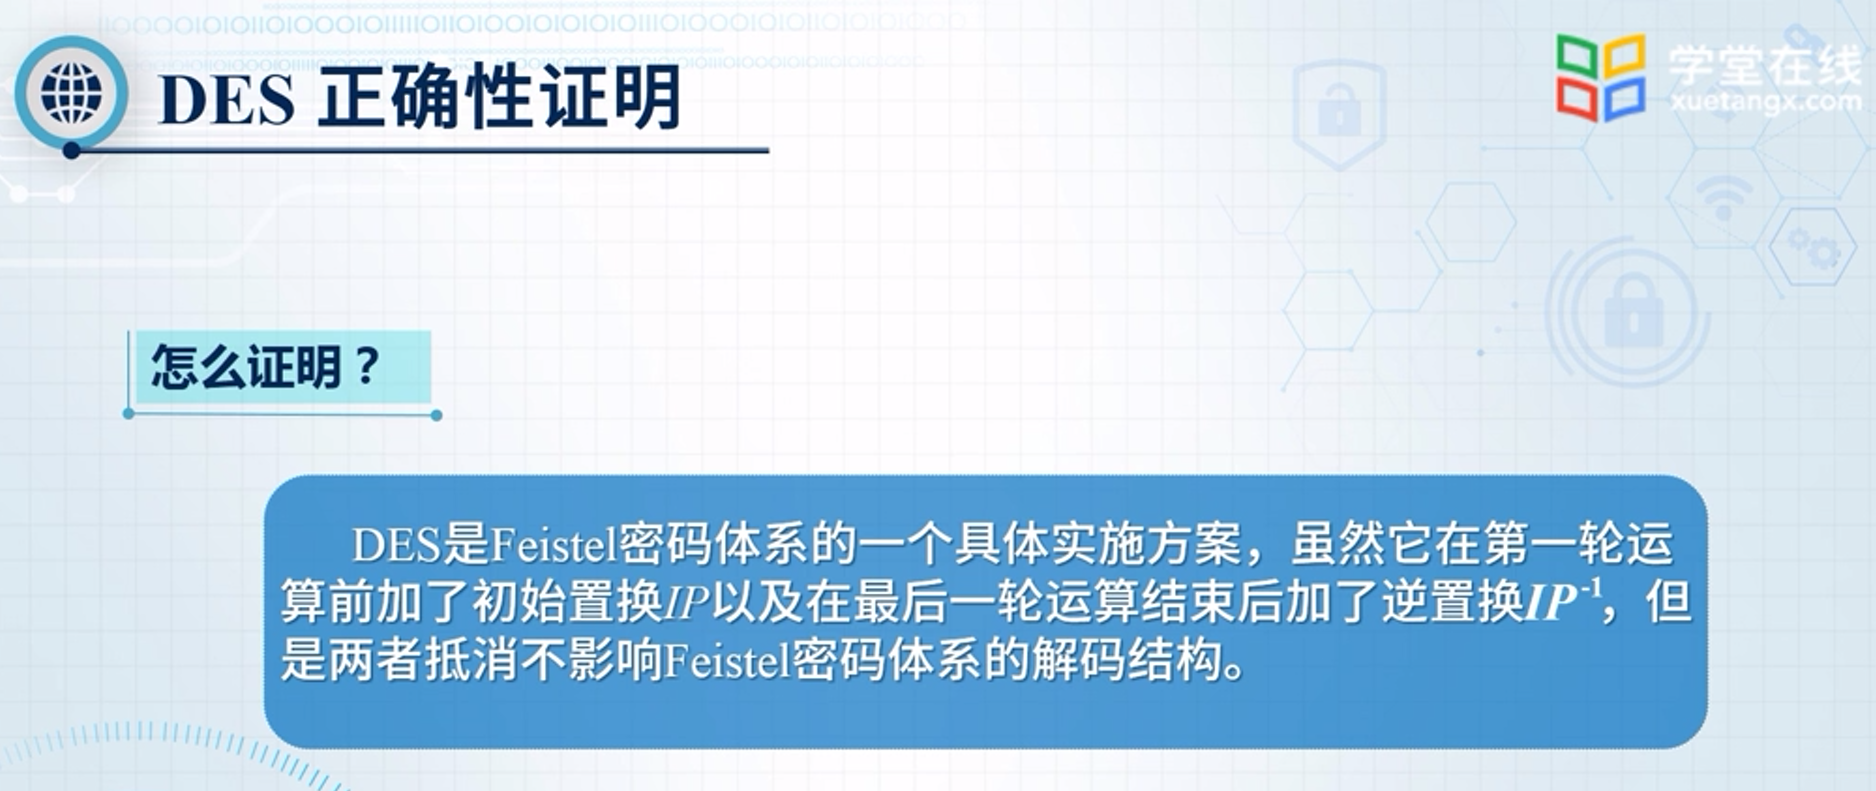 DES 正确性证明
学堂在线
xuetangx.com
怎么证明？
DES是Feistel密码体系的一个具体实施方案，虽然它在第一轮运
算前加了初始置换IP以及在最后一轮运算结束后加了逆置换IP⁻¹，但
是两者抵消不影响Feistel密码体系的解码结构。